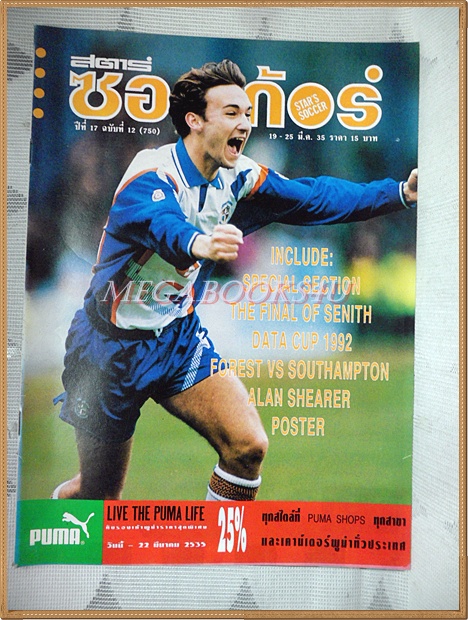 สตาร์
ซอกเก้อร์
STAR'S
SOCCER
ปีที่ 17 ฉบับที่ 12 (750)
19 - 25 มี.ค. 35 ราคา 15 บาท
INCLUDE:
SPECIAL SECTION
MEGABOOKS4U
THE FINAL OF SENITH
DATA CUP 1992
FOREST VS SOUTHAMPTON
ALAN SHEARER
POSTER
LIVE THE PUMA LIFE
วันนี้ - 22 มีนาคม 2535
25%
ทุกสไตล์ที่ PUMA SHOPS ทุกสาขา
และเคาน์เตอร์พูม่าทั่วประเทศ
PUMA